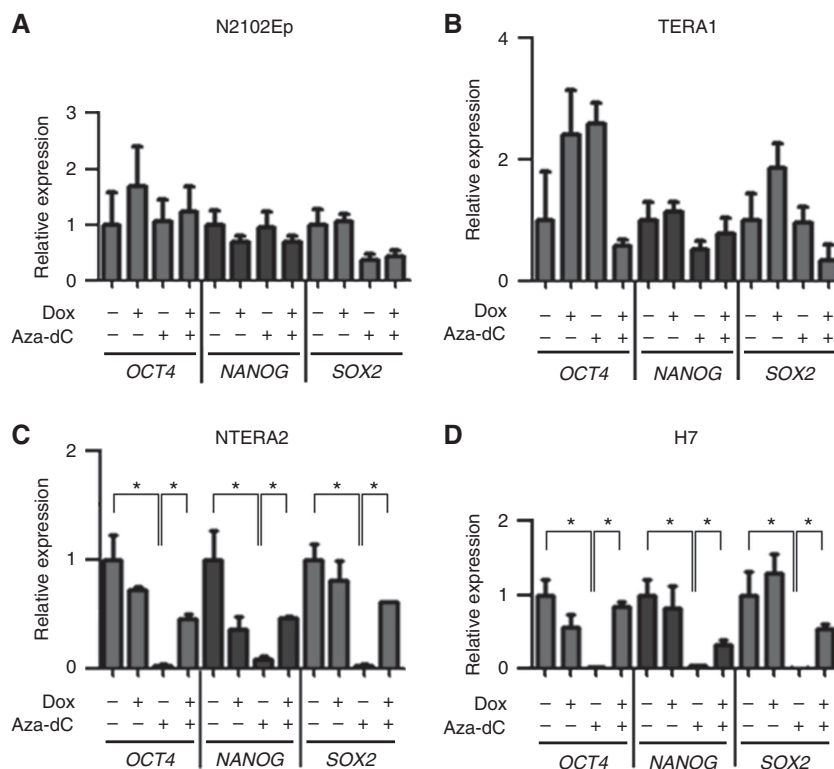 A
N2102Ep
Relative expression
3
2
1
0
Dox – + – + – + – + – + – +
Aza-dC – – + + – – + + – – + +
OCT4 NANOG SOX2
B
TERA1
Relative expression
4
2
0
Dox – + – + – + – + – + – +
Aza-dC – – + + – – + + – – + +
OCT4 NANOG SOX2
C
NTERA2
Relative expression
2
1
0
* * * * * *
Dox – + – + – + – + – + – +
Aza-dC – – + + – – + + – – + +
OCT4 NANOG SOX2
D
H7
Relative expression
2
1
0
* * * * * *
Dox – + – + – + – + – + – +
Aza-dC – – + + – – + + – – + +
OCT4 NANOG SOX2